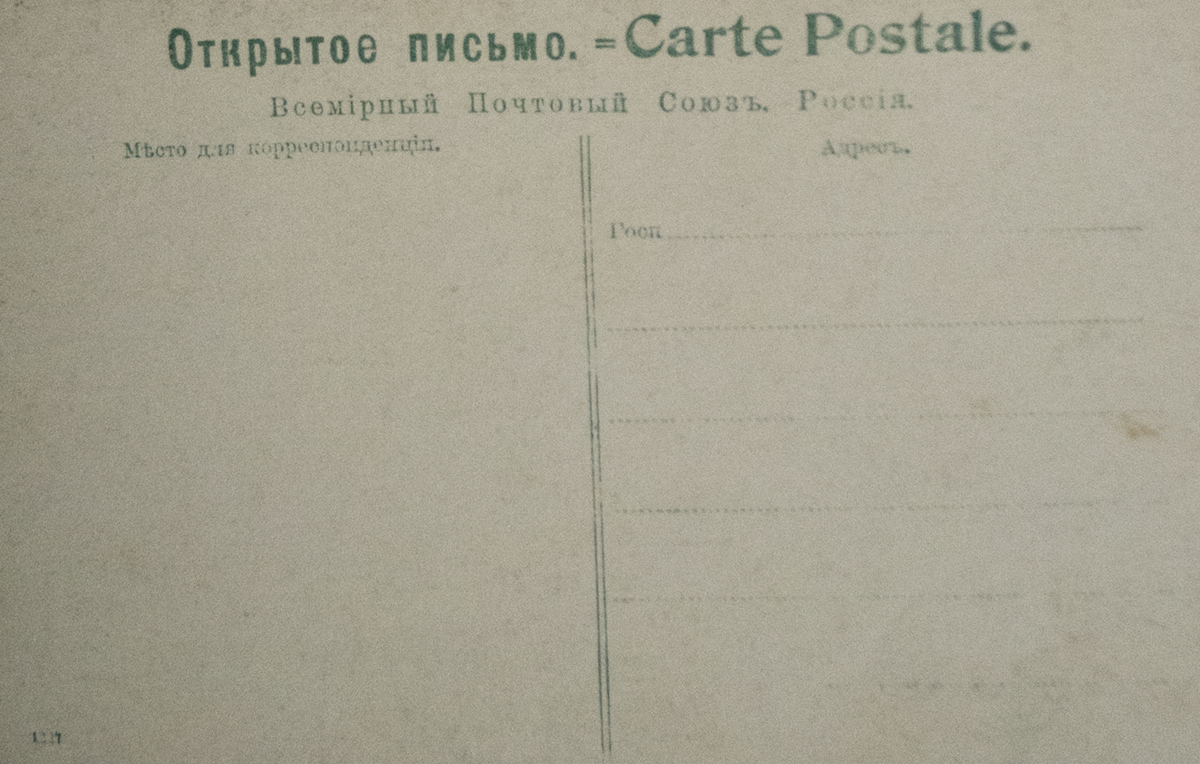 Открытое письмо. = Carte Postale.
Всемірный Почтовый Союзъ. Россія.
Мѣсто для корреспонденціи.
Адресъ.
Госп